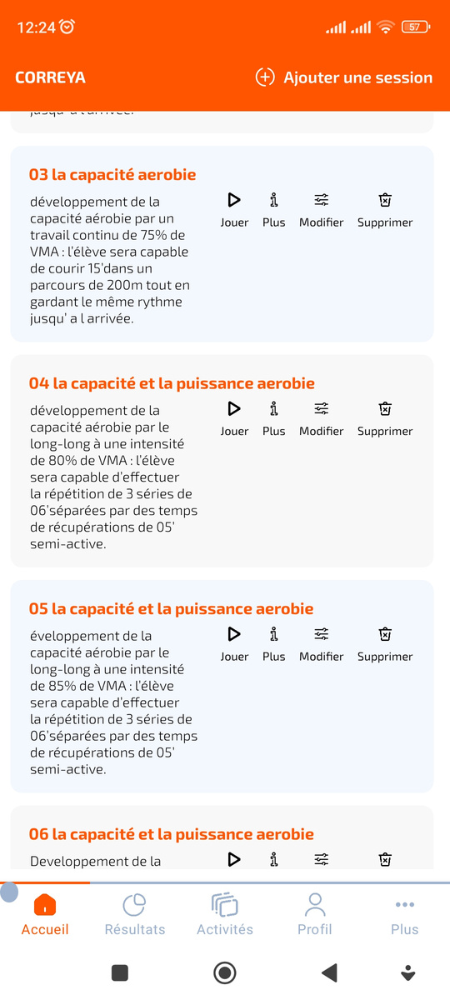 12:24
57
CORREYA
Ajouter une session
jusqu' a l arrivée.
03 la capacité aerobie
développement de la
capacité aérobie par un
travail continu de 75% de
VMA : l'élève sera capable
de courir 15'dans un
parcours de 200m tout en
gardant le même rythme
jusqu' a l arrivée.
Jouer Plus Modifier Supprimer
04 la capacité et la puissance aerobie
développement de la
capacité aérobie par le
long-long à une intensité
de 80% de VMA : l'élève
sera capable d'effectuer
la répétition de 3 séries de
06'séparées par des temps
de récupérations de 05'
semi-active.
Jouer Plus Modifier Supprimer
05 la capacité et la puissance aerobie
éveloppement de la
capacité aérobie par le
long-long à une intensité
de 85% de VMA : l'élève
sera capable d'effectuer
la répétition de 3 séries de
06'séparées par des temps
de récupérations de 05'
semi-active.
Jouer Plus Modifier Supprimer
06 la capacité et la puissance aerobie
Developpement de la
Accueil Résultats Activités Profil Plus